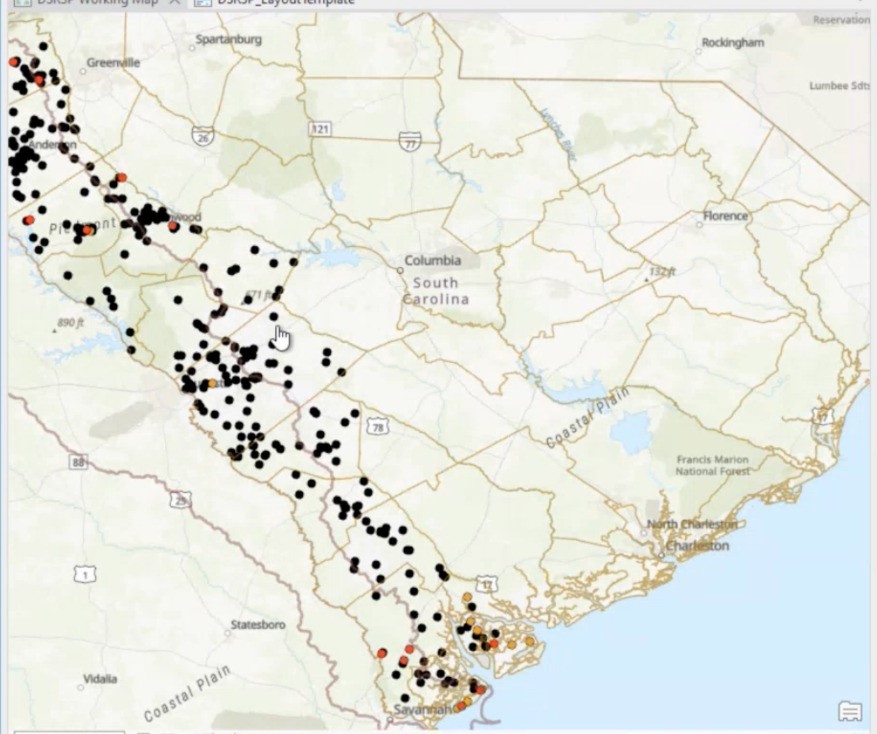 DSRSP Working Map
DSRSP_LayoutTemplate
Reservation
Spartanburg
Rockingham
Greenville
Lumbee Sdts
26
121
77
Anderson
Florence
Piedmont
Columbia
132 ft
South
Carolina
671 ft
890 ft
Coastal Plain
17
78
Francis Marion
National Forest
88
25
North Charleston
Charleston
1
17
Statesboro
Vidalia
Coastal Plain
Savannah